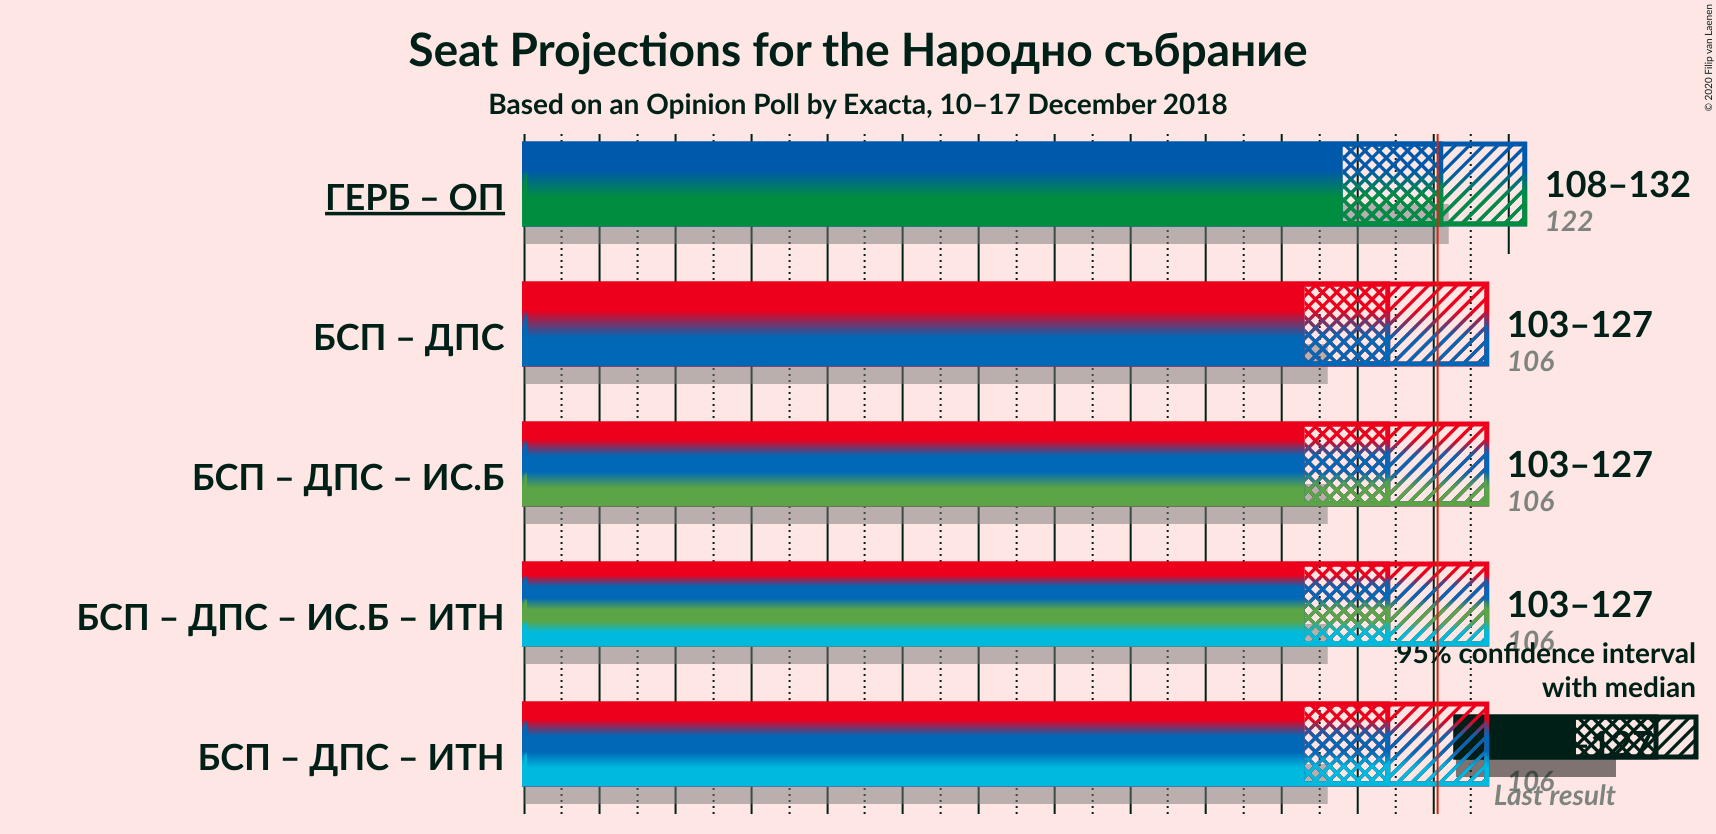 Seat Projections for the Народно събрание
Based on an Opinion Poll by Exacta, 10–17 December 2018
© 2020 Filip van Laenen
ГЕРБ – ОП
108–132
122
БСП – ДПС
103–127
106
БСП – ДПС – ИС.Б
103–127
106
БСП – ДПС – ИС.Б – ИТН
103–127
106
95% confidence interval
with median
БСП – ДПС – ИТН
106
Last result